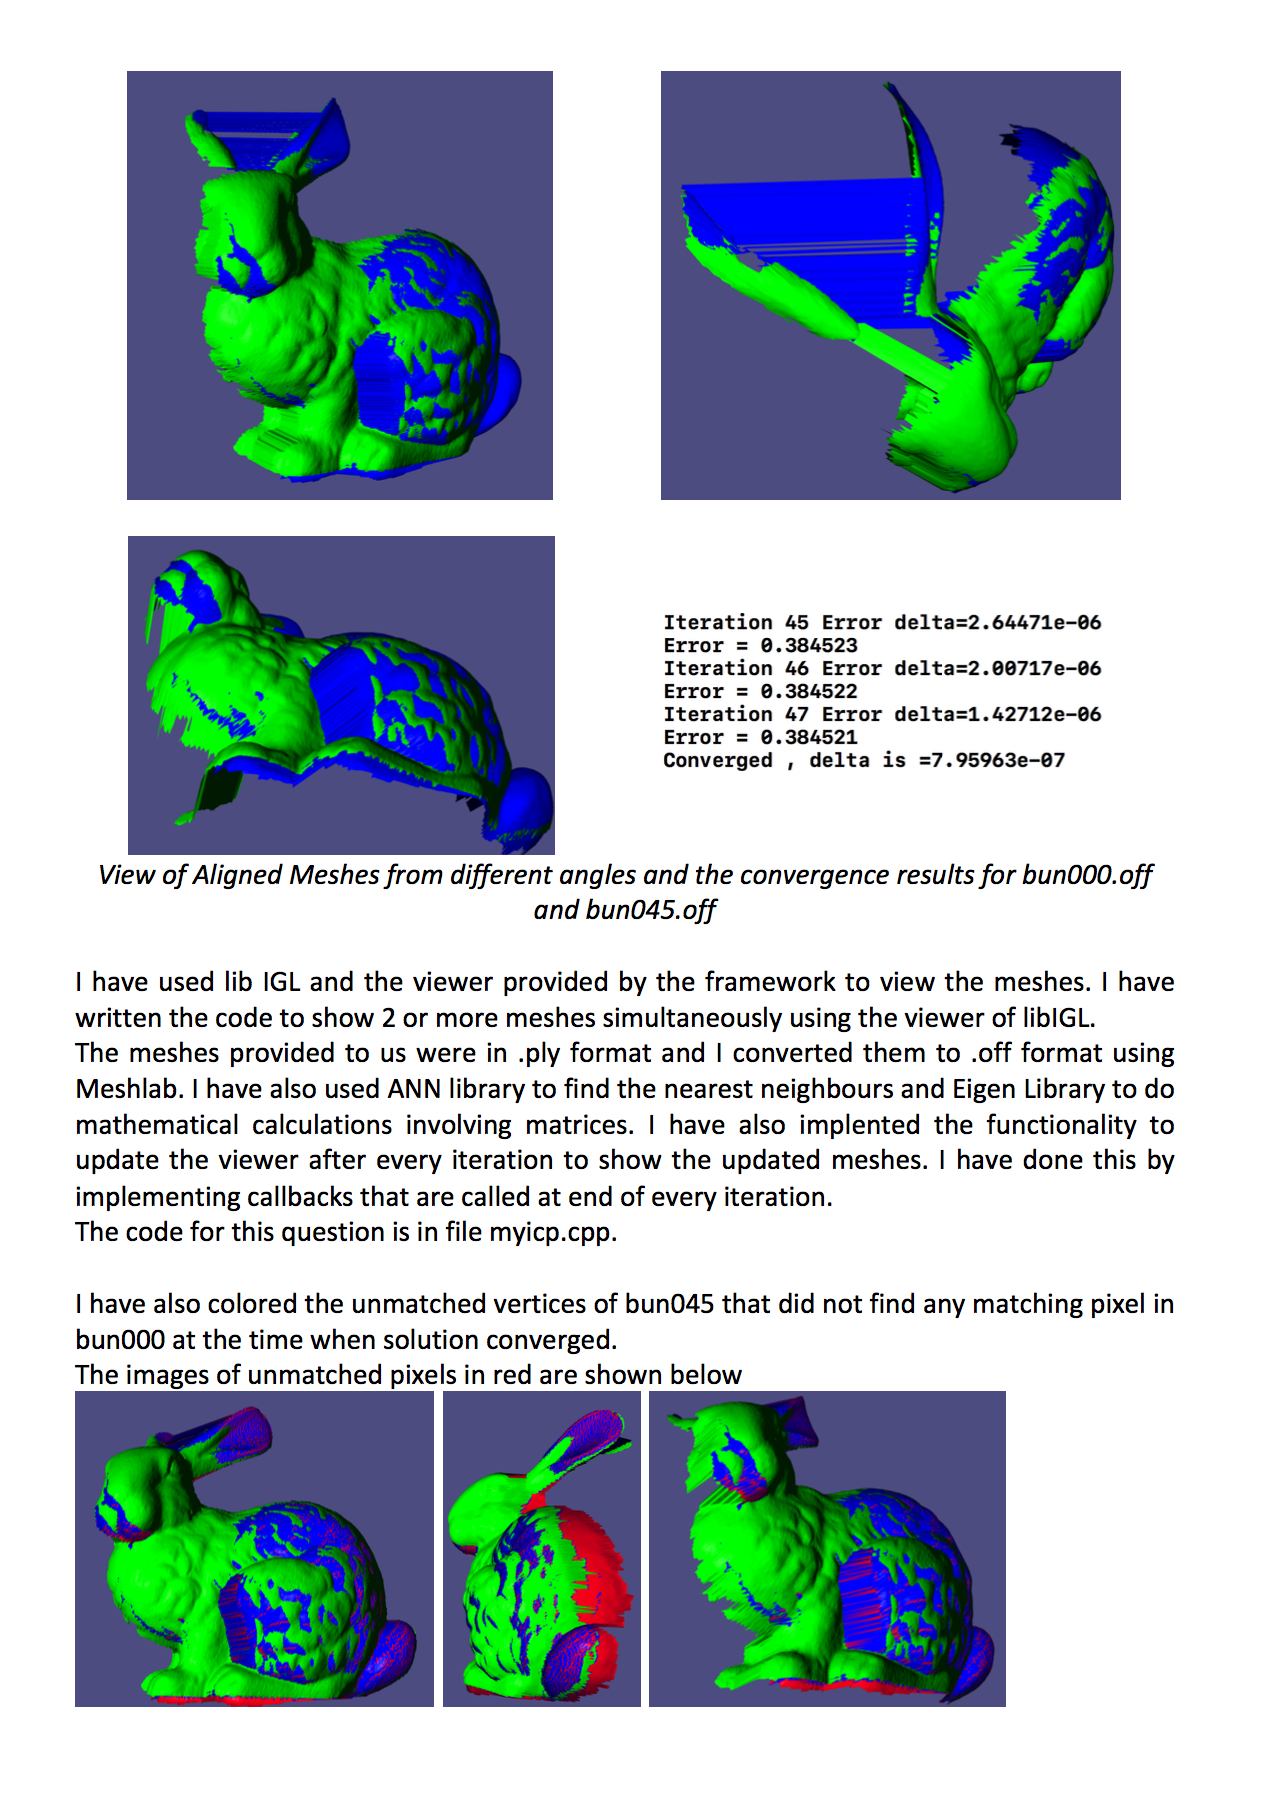 Iteration 45 Error delta=2.64471e-06
Error = 0.384523
Iteration 46 Error delta=2.00717e-06
Error = 0.384522
Iteration 47 Error delta=1.42712e-06
Error = 0.384521
Converged , delta is =7.95963e-07
View of Aligned Meshes from different angles and the convergence results for bun000.off
and bun045.off
I have used lib IGL and the viewer provided by the framework to view the meshes. I have
written the code to show 2 or more meshes simultaneously using the viewer of libIGL.
The meshes provided to us were in .ply format and I converted them to .off format using
Meshlab. I have also used ANN library to find the nearest neighbours and Eigen Library to do
mathematical calculations involving matrices. I have also implented the functionality to
update the viewer after every iteration to show the updated meshes. I have done this by
implementing callbacks that are called at end of every iteration.
The code for this question is in file myicp.cpp.
I have also colored the unmatched vertices of bun045 that did not find any matching pixel in
bun000 at the time when solution converged.
The images of unmatched pixels in red are shown below